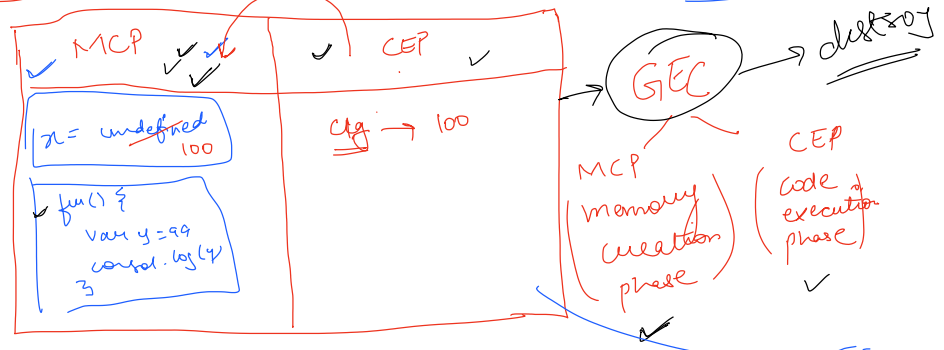 MCP
CEP
x = undefined
100
fun() {
var y = 99
consol.log(y)
}
clg → 100
GEC → destroy
MCP
(memory
creation
phase)
CEP
(code
execution
phase)